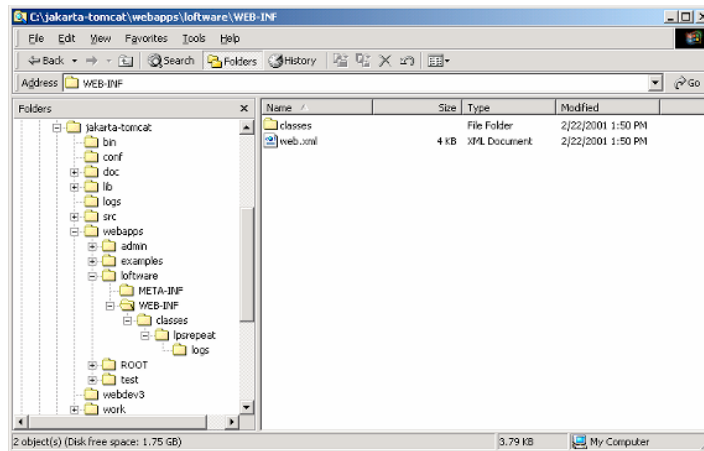 C:\jakarta-tomcat\webapps\loftware\WEB-INF
File Edit View Favorites Tools Help
Back Search Folders History
Address WEB-INF Go
Folders
Name Size Type Modified
classes File Folder 2/22/2001 1:50 PM
web.xml 4 KB XML Document 2/22/2001 1:50 PM
jakarta-tomcat
bin
conf
doc
lib
logs
src
webapps
admin
examples
loftware
META-INF
WEB-INF
classes
lpsrepeat
logs
ROOT
test
webdev3
work
2 object(s) (Disk free space: 1.75 GB) 3.79 KB My Computer